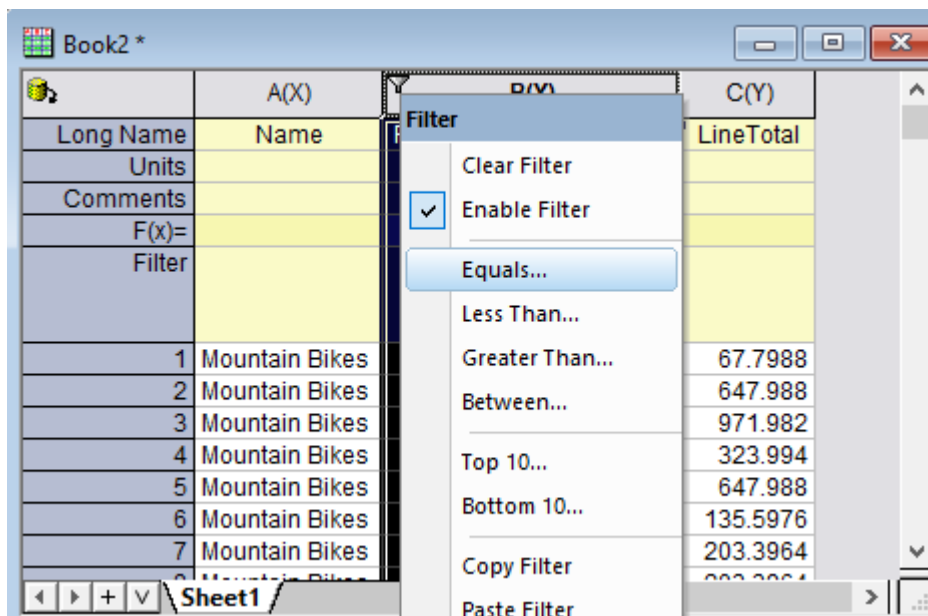 Book2 *
A(X) B(Y) C(Y)
Filter
Long Name Name LineTotal
Units
Clear Filter
Comments
Enable Filter
F(x)=
Filter
Equals...
Less Than...
1 Mountain Bikes Greater Than... 67.7988
2 Mountain Bikes 647.988
Between...
3 Mountain Bikes 971.982
4 Mountain Bikes Top 10... 323.994
5 Mountain Bikes 647.988
Bottom 10...
6 Mountain Bikes 135.5976
7 Mountain Bikes 203.3964
Copy Filter
Mountain Bikes
Sheet1
Paste Filter